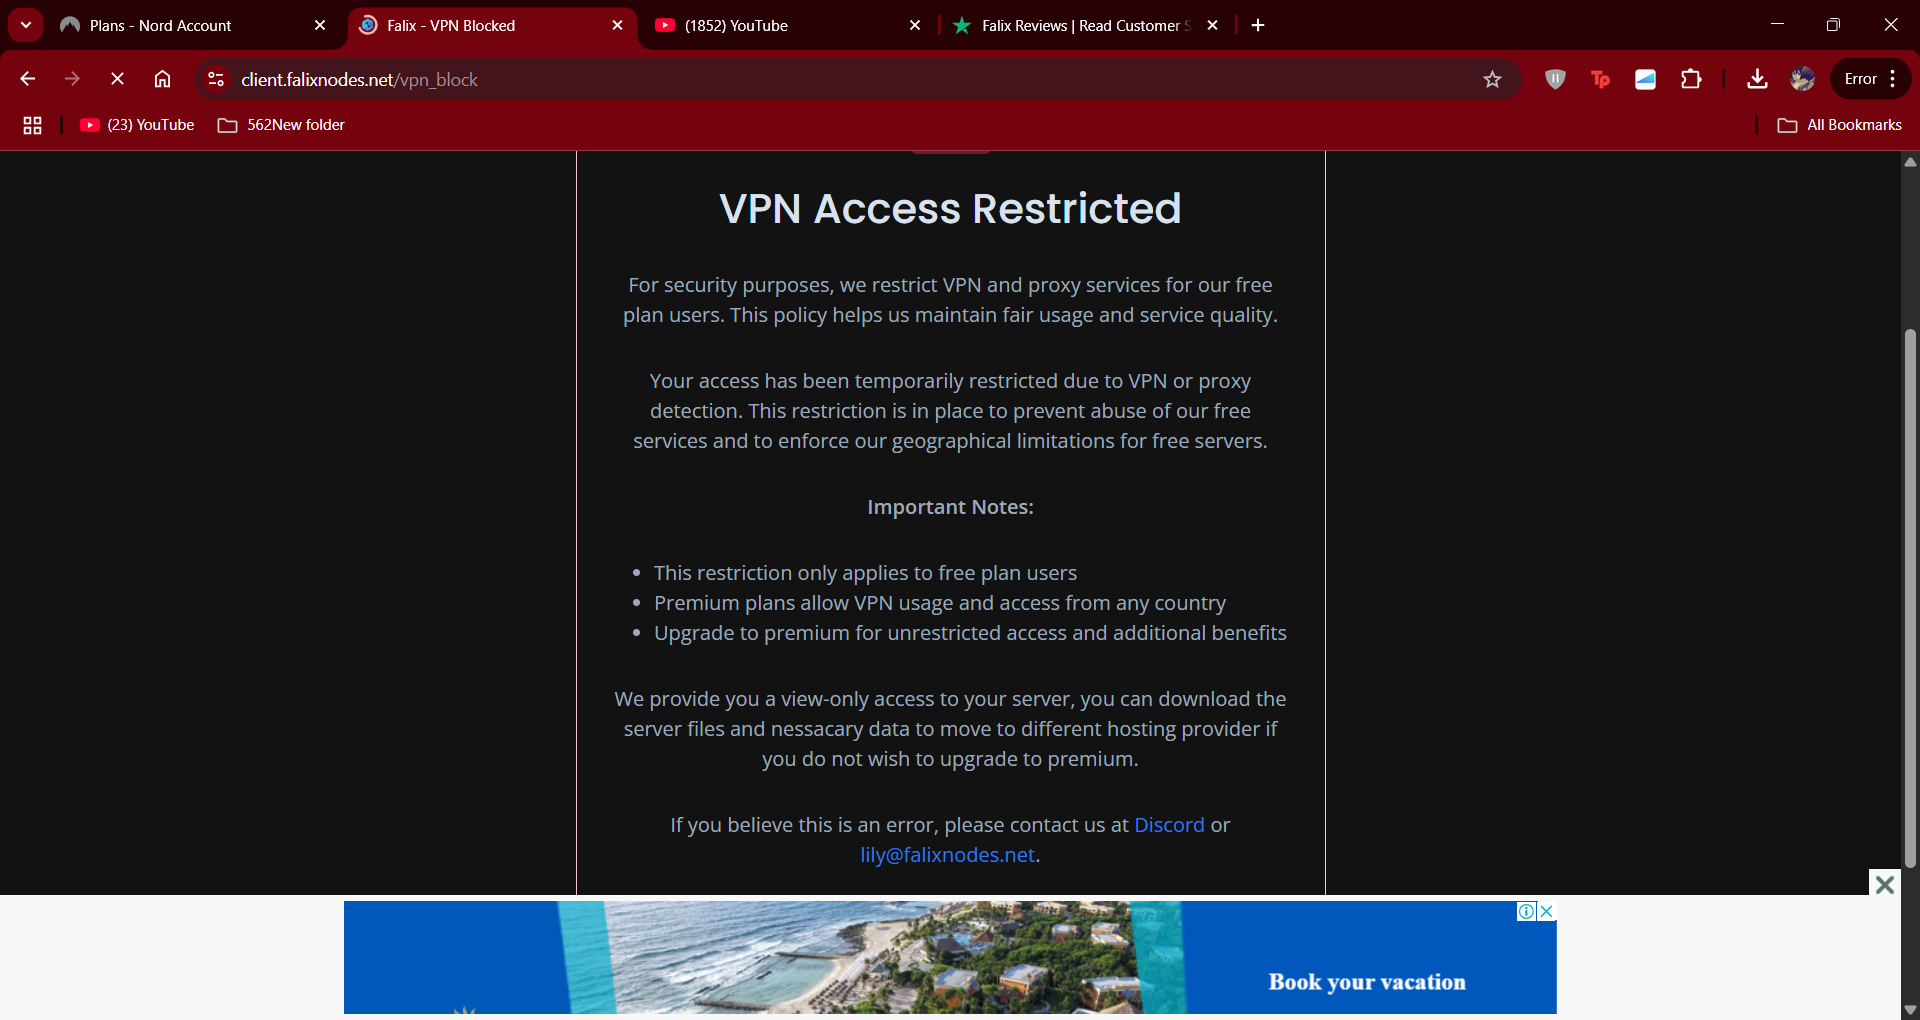 Plans - Nord Account
Falix - VPN Blocked
(1852) YouTube
Falix Reviews | Read Customer S
client.falixnodes.net/vpn_block
Tp
Error
(23) YouTube
562New folder
All Bookmarks
VPN Access Restricted
For security purposes, we restrict VPN and proxy services for our free
plan users. This policy helps us maintain fair usage and service quality.
Your access has been temporarily restricted due to VPN or proxy
detection. This restriction is in place to prevent abuse of our free
services and to enforce our geographical limitations for free servers.
Important Notes:
• This restriction only applies to free plan users
• Premium plans allow VPN usage and access from any country
• Upgrade to premium for unrestricted access and additional benefits
We provide you a view-only access to your server, you can download the
server files and nessacary data to move to different hosting provider if
you do not wish to upgrade to premium.
If you believe this is an error, please contact us at Discord or
lily@falixnodes.net.
Book your vacation